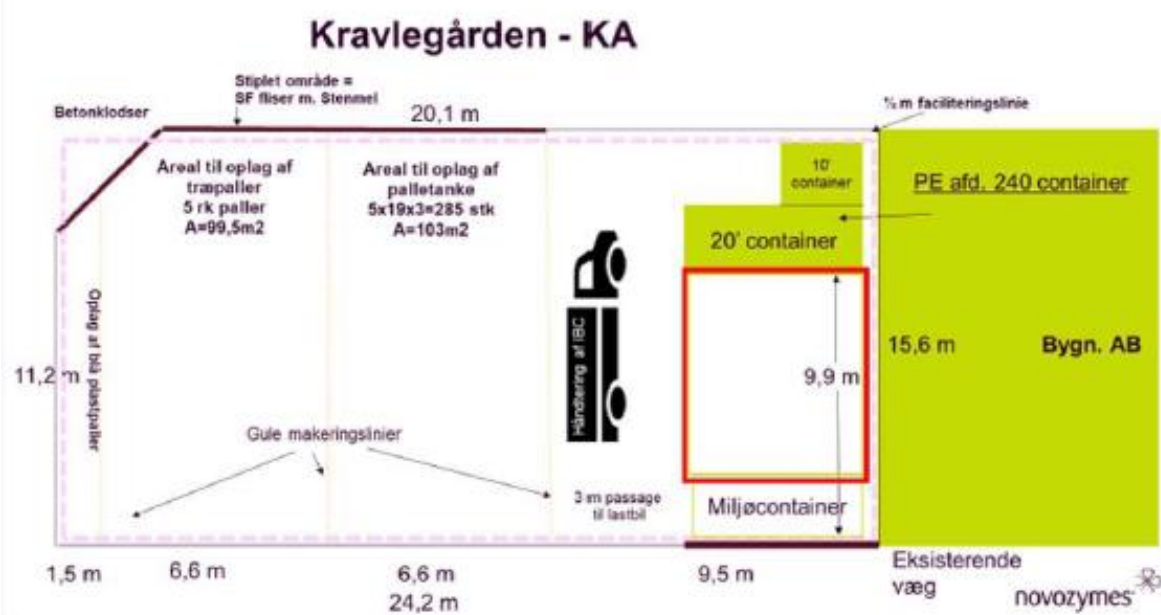 Kravlegården - KA
Stiplet område =
SF fliser m. Stenmel
Betonklodser
20,1 m
½ m faciliteringslinie
Areal til oplag af
træpaller
5 rk paller
A=99,5m2
Areal til oplag af
palletanke
5x19x3=285 stk
A=103m2
10'
container
PE afd. 240 container
20' container
Oplag af blå plastpaller
Håndtering af IBC
11,2 m
9,9 m
15,6 m
Bygn. AB
Gule makeringslinier
3 m passage
til lastbil
Miljøcontainer
1,5 m
6,6 m
6,6 m
24,2 m
9,5 m
Eksisterende
væg
novozymes